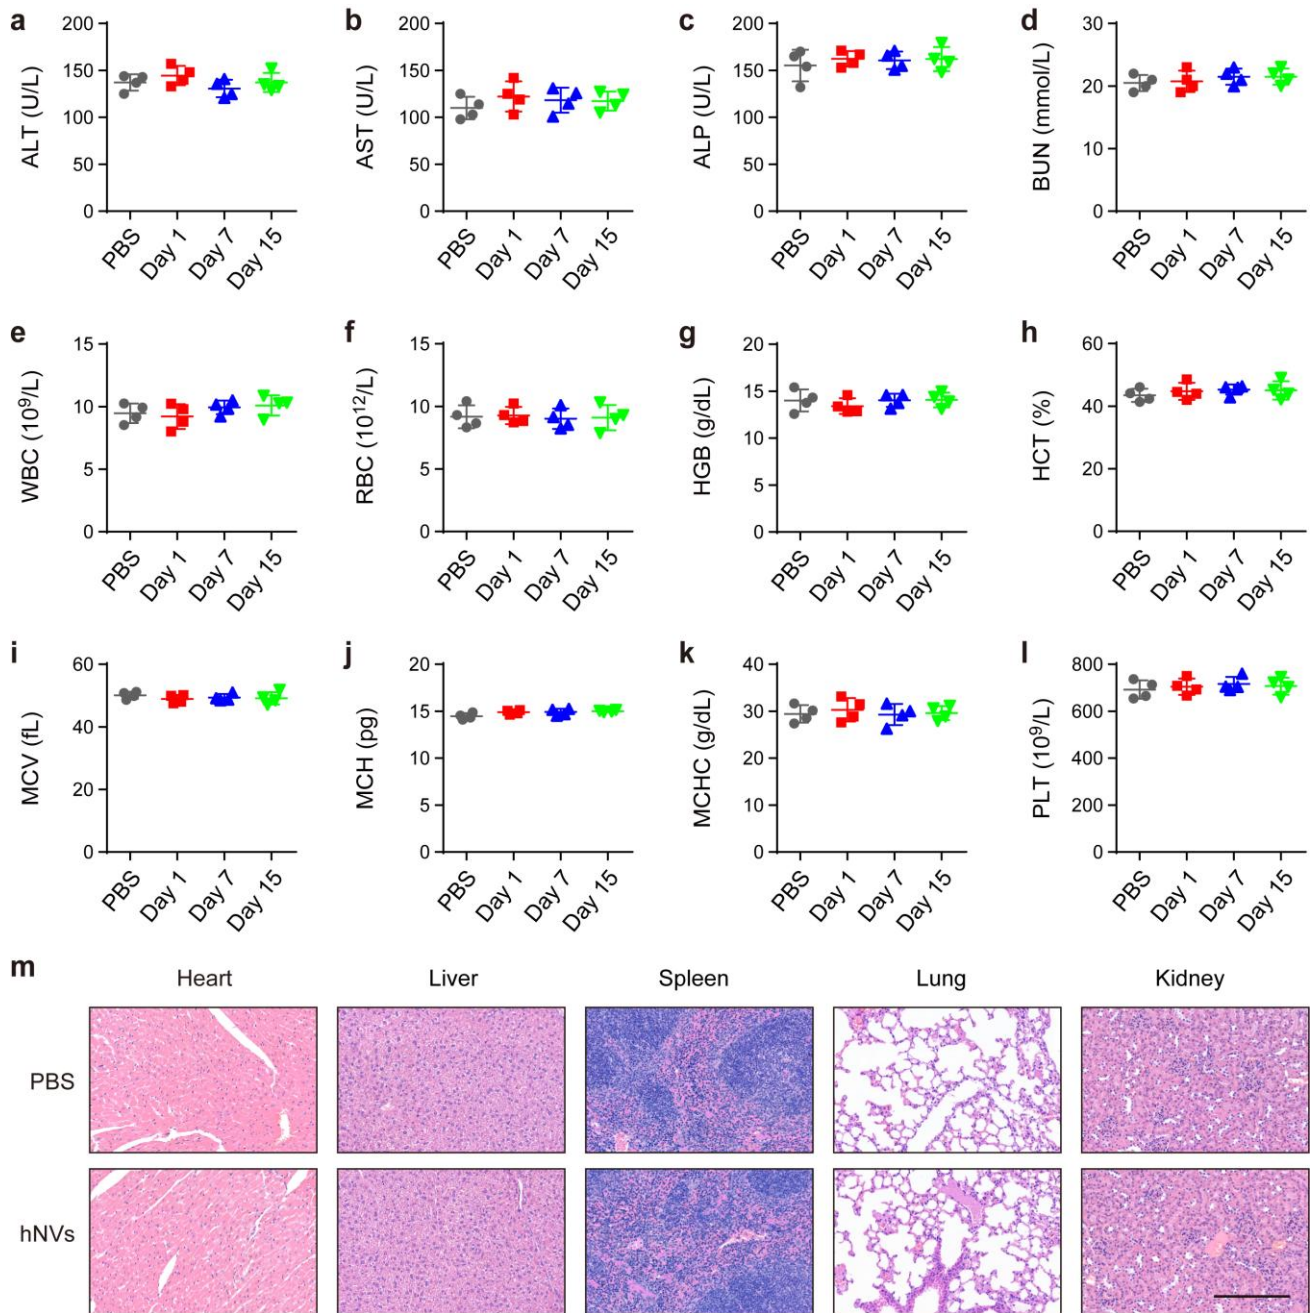 a b c d
200 200 200 30
150 150 150 20
100 100 100 10
50 50 50
0 0 0 0
ALT (U/L) AST (U/L) ALP (U/L) BUN (mmol/L)
PBS Day 1 Day 7 Day 15 PBS Day 1 Day 7 Day 15 PBS Day 1 Day 7 Day 15 PBS Day 1 Day 7 Day 15
e f g h
15 15 20 60
10 10 15 40
5 5 10 20
0 0 5 0
0
WBC (10⁹/L) RBC (10¹²/L) HGB (g/dL) HCT (%)
PBS Day 1 Day 7 Day 15 PBS Day 1 Day 7 Day 15 PBS Day 1 Day 7 Day 15 PBS Day 1 Day 7 Day 15
i j k l
60 20 40 800
40 15 30 600
20 10 20 400
0 5 10 200
0 0 0
MCV (fL) MCH (pg) MCHC (g/dL) PLT (10⁹/L)
PBS Day 1 Day 7 Day 15 PBS Day 1 Day 7 Day 15 PBS Day 1 Day 7 Day 15 PBS Day 1 Day 7 Day 15
m
Heart Liver Spleen Lung Kidney
PBS
hNVs